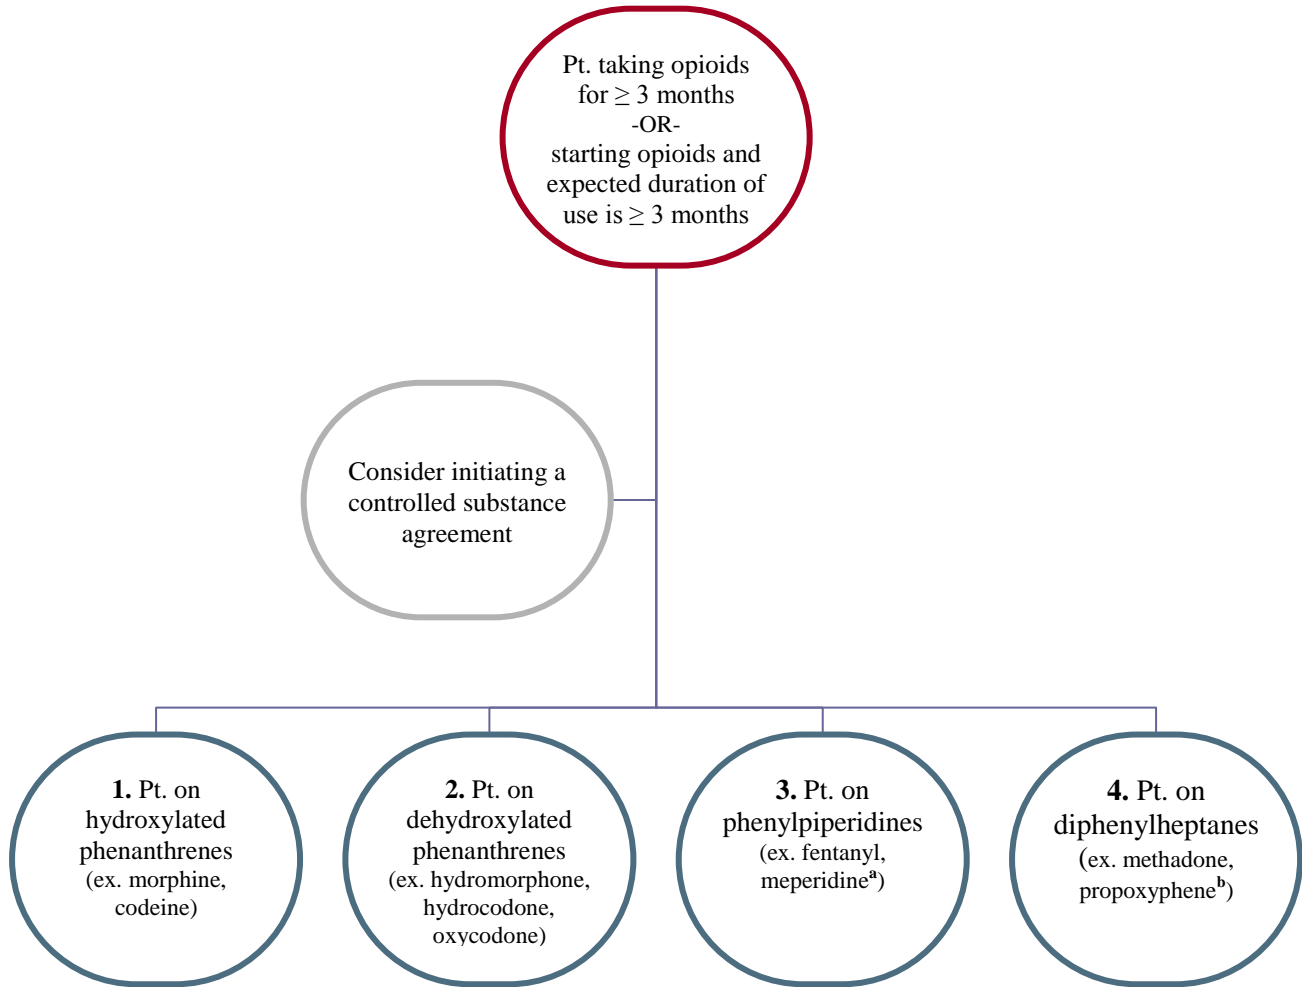 Pt. taking opioids
for ≥ 3 months
-OR-
starting opioids and
expected duration of
use is ≥ 3 months
Consider initiating a
controlled substance
agreement
1. Pt. on
hydroxylated
phenanthrenes
(ex. morphine,
codeine)
2. Pt. on
dehydroxylated
phenanthrenes
(ex. hydromorphone,
hydrocodone,
oxycodone)
3. Pt. on
phenylpiperidines
(ex. fentanyl,
meperidineᵃ)
4. Pt. on
diphenylheptanes
(ex. methadone,
propoxypheneᵇ)